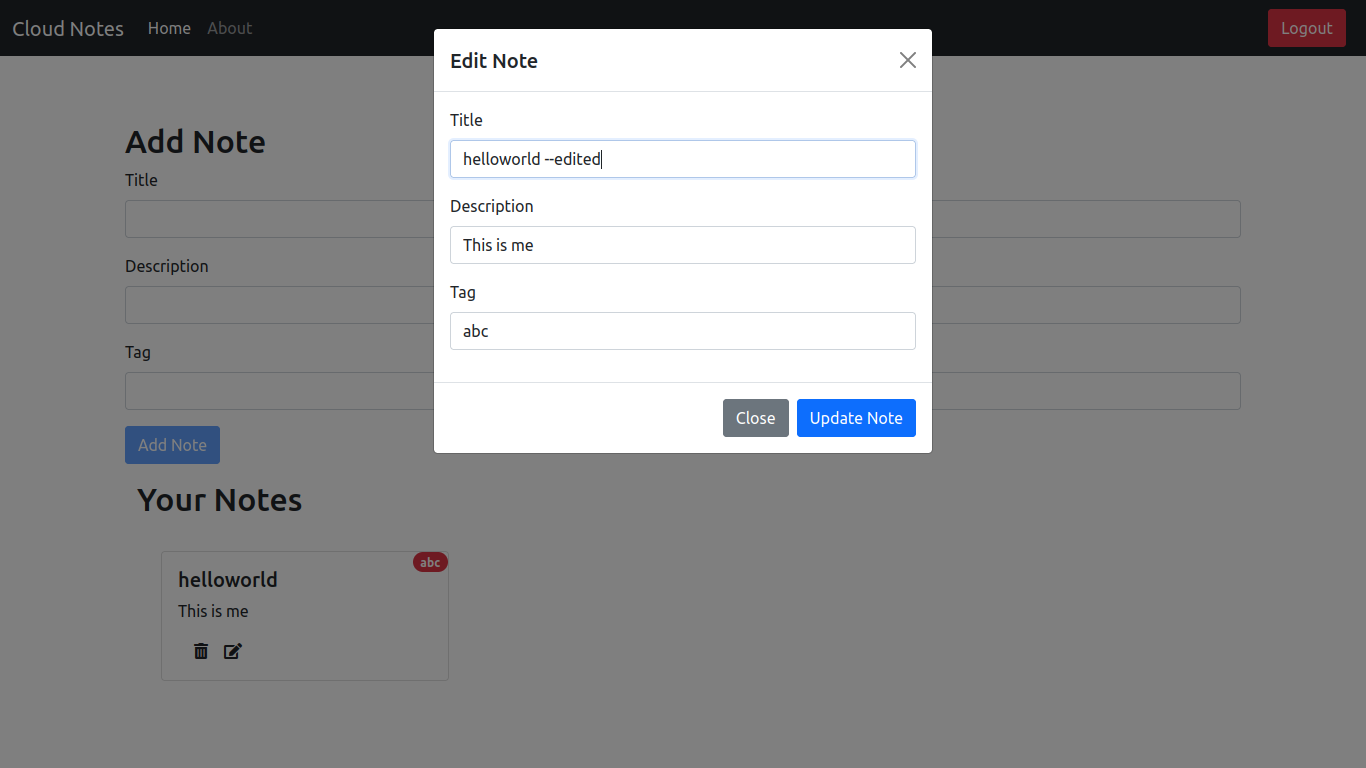 Cloud Notes Home About Logout
Edit Note
Title
helloworld --edited
Description
This is me
Tag
abc
Close Update Note
Add Note
Title
Description
Tag
Add Note
Your Notes
abc
helloworld
This is me